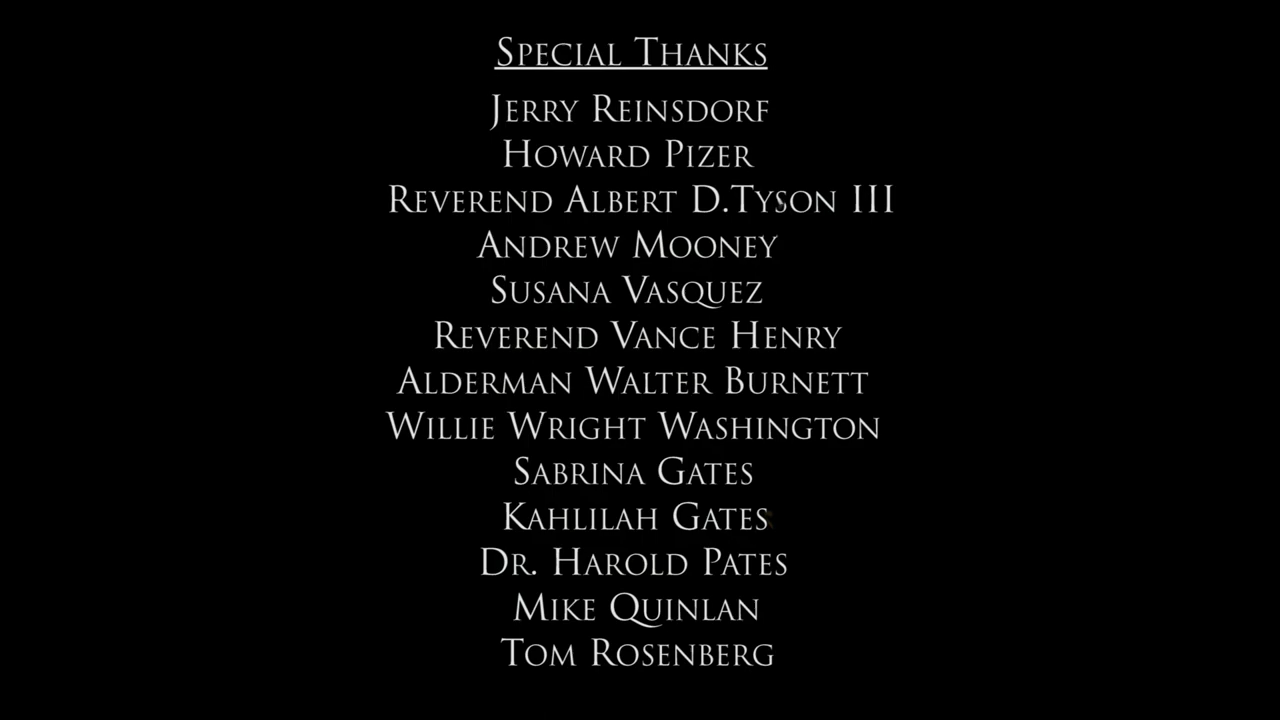 Special Thanks
Jerry Reinsdorf
Howard Pizer
Reverend Albert D.Tyson III
Andrew Mooney
Susana Vasquez
Reverend Vance Henry
Alderman Walter Burnett
Willie Wright Washington
Sabrina Gates
Kahlilah Gates
Dr. Harold Pates
Mike Quinlan
Tom Rosenberg